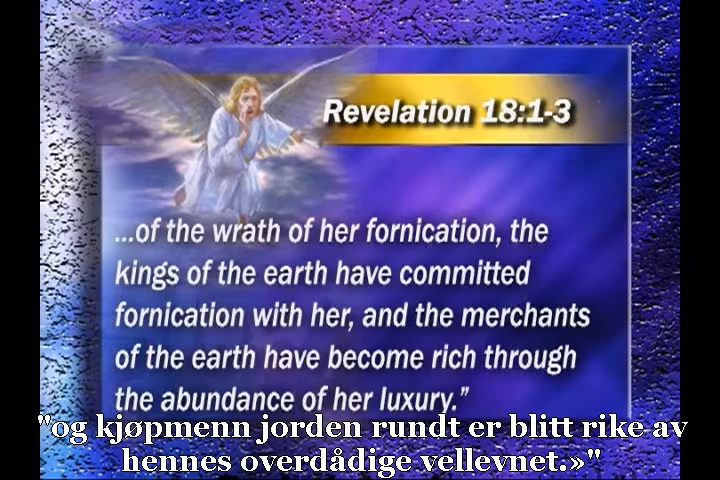 Revelation 18:1-3
...of the wrath of her fornication, the
kings of the earth have committed
fornication with her, and the merchants
of the earth have become rich through
the abundance of her luxury.”
"og kjøpmenn jorden rundt er blitt rike av
hennes overdådige vellevnet.»"